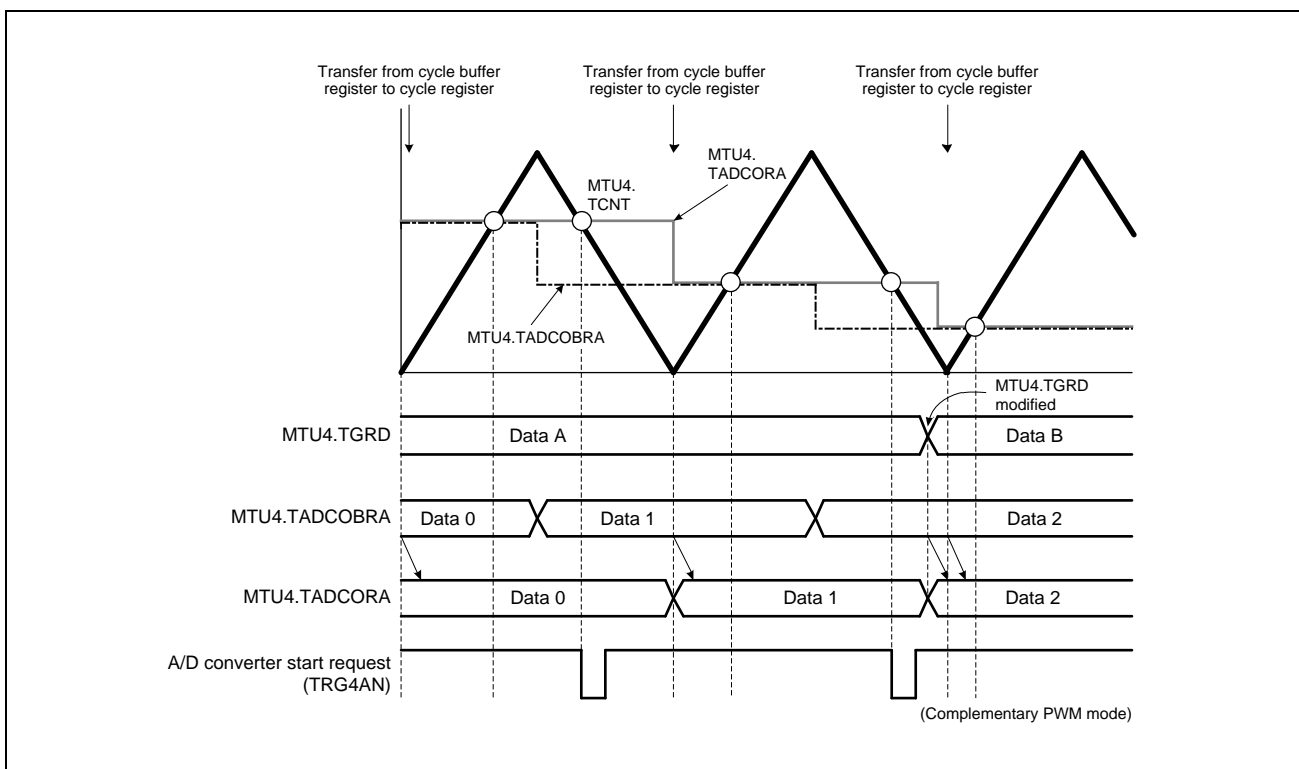 Transfer from cycle buffer
register to cycle register
Transfer from cycle buffer
register to cycle register
Transfer from cycle buffer
register to cycle register
MTU4.
TADCORA
MTU4.
TCNT
MTU4.TADCOBRA
MTU4.TGRD
modified
MTU4.TGRD
Data A
Data B
MTU4.TADCOBRA
Data 0
Data 1
Data 2
MTU4.TADCORA
Data 0
Data 1
Data 2
A/D converter start request
(TRG4AN)
(Complementary PWM mode)